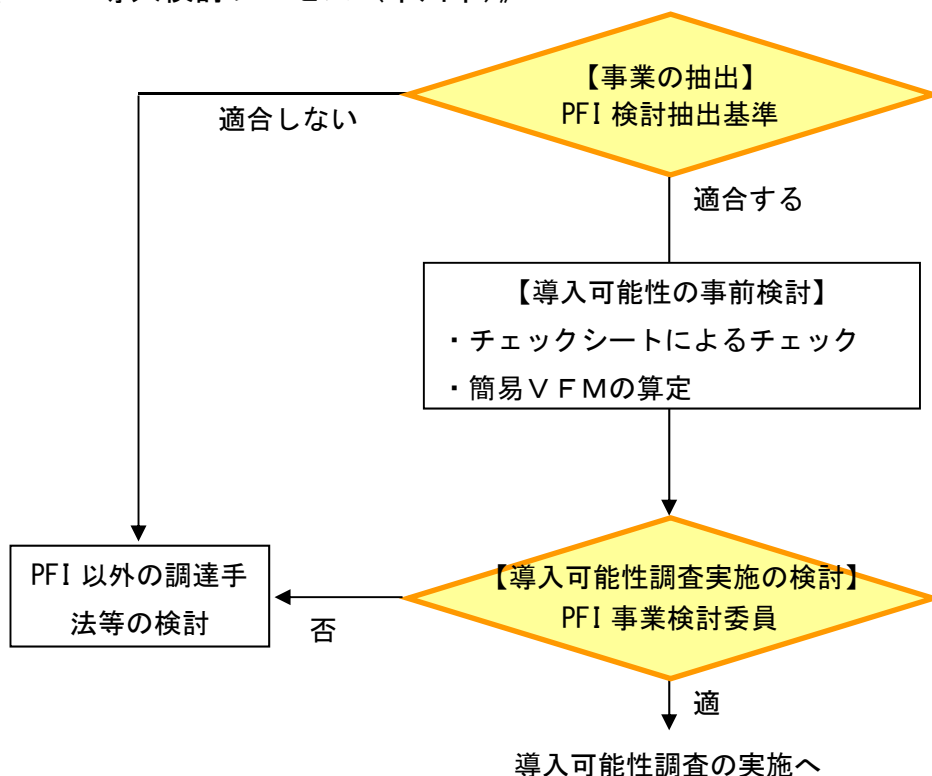 【事業の抽出】
PFI 検討抽出基準
適合しない
適合する
【導入可能性の事前検討】
・チェックシートによるチェック
・簡易ＶＦＭの算定
PFI 以外の調達手
法等の検討
【導入可能性調査実施の検討】
PFI 事業検討委員
否
適
導入可能性調査の実施へ